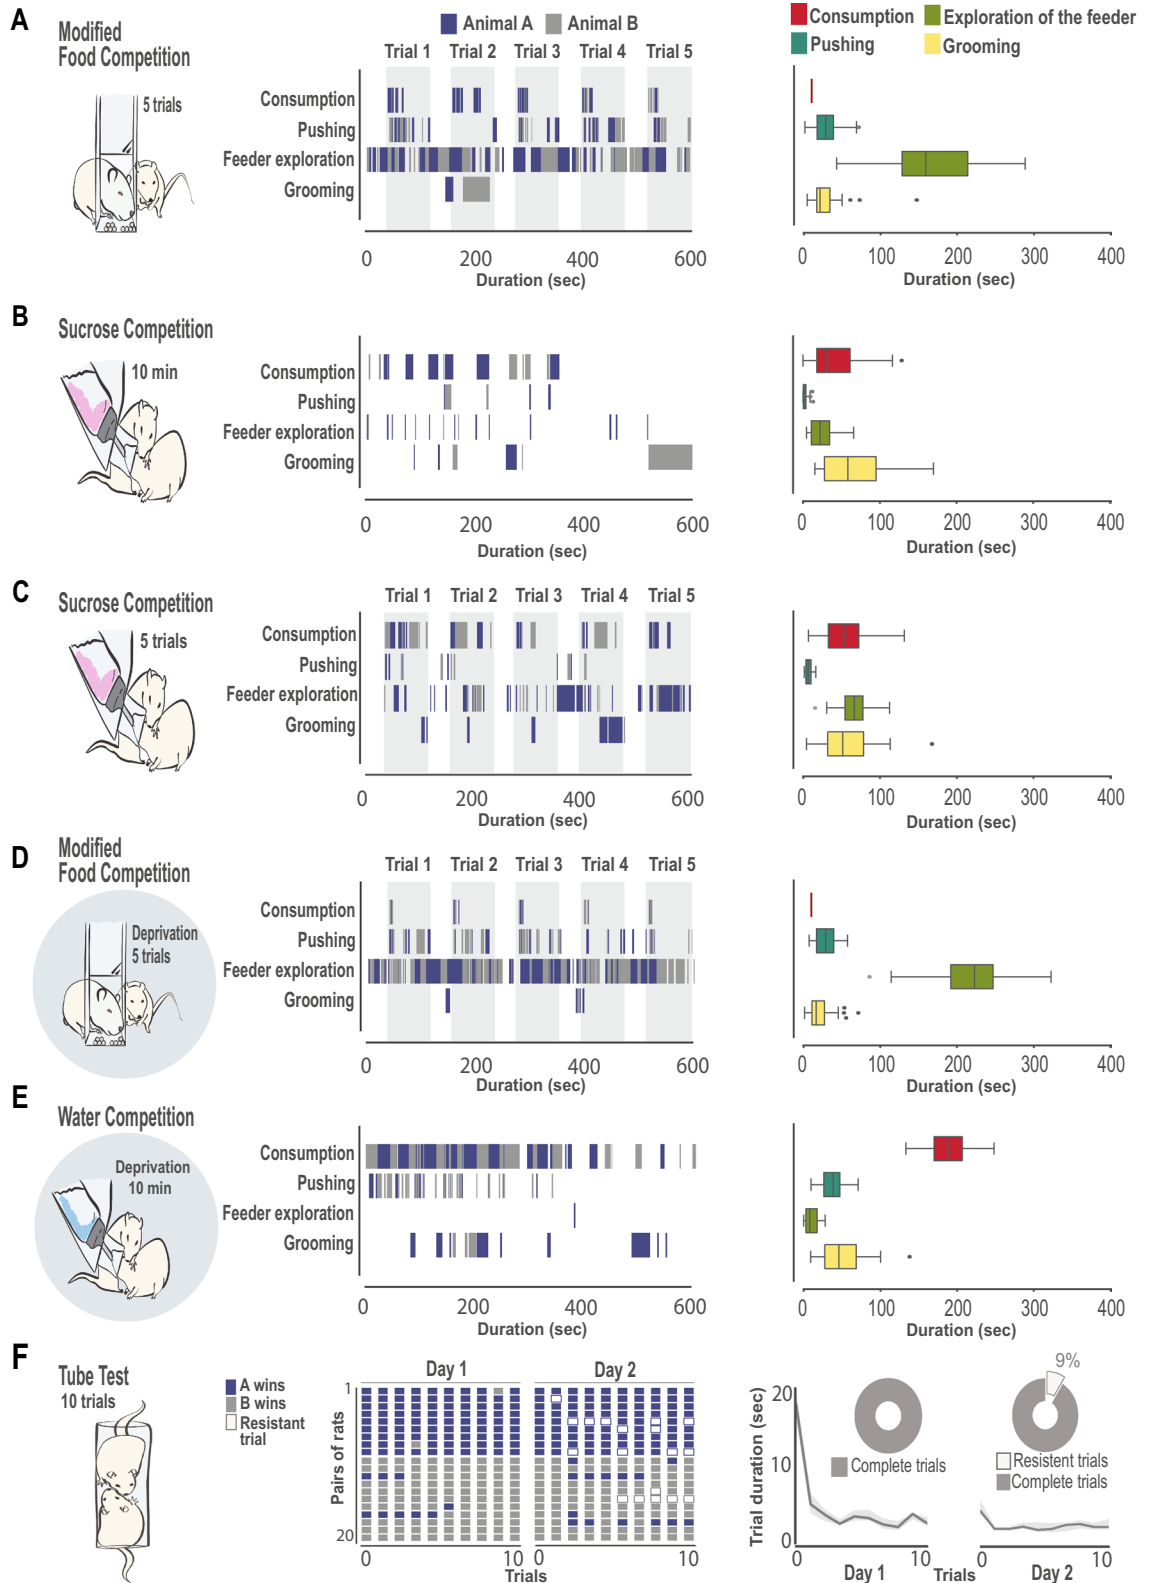 A
Modified
Food Competition
5 trials
Animal A Animal B
Trial 1 Trial 2 Trial 3 Trial 4 Trial 5
Consumption
Pushing
Feeder exploration
Grooming
0 200 400 600
Duration (sec)
Consumption Exploration of the feeder
Pushing Grooming
0 100 200 300 400
Duration (sec)
B
Sucrose Competition
10 min
Consumption
Pushing
Feeder exploration
Grooming
0 200 400 600
Duration (sec)
0 100 200 300 400
Duration (sec)
C
Sucrose Competition
5 trials
Trial 1 Trial 2 Trial 3 Trial 4 Trial 5
Consumption
Pushing
Feeder exploration
Grooming
0 200 400 600
Duration (sec)
0 100 200 300 400
Duration (sec)
D
Modified
Food Competition
Deprivation
5 trials
Trial 1 Trial 2 Trial 3 Trial 4 Trial 5
Consumption
Pushing
Feeder exploration
Grooming
0 200 400 600
Duration (sec)
0 100 200 300 400
Duration (sec)
E
Water Competition
Deprivation
10 min
Consumption
Pushing
Feeder exploration
Grooming
0 200 400 600
Duration (sec)
0 100 200 300 400
Duration (sec)
F
Tube Test
10 trials
A wins
B wins
Resistant
trial
Day 1 Day 2
1
Pairs of rats
20
0 10 0 10
Trials
Trial duration (sec)
20
10
0
9%
Complete trials
Resistent trials
Complete trials
0 10 0 10
Day 1 Trials Day 2